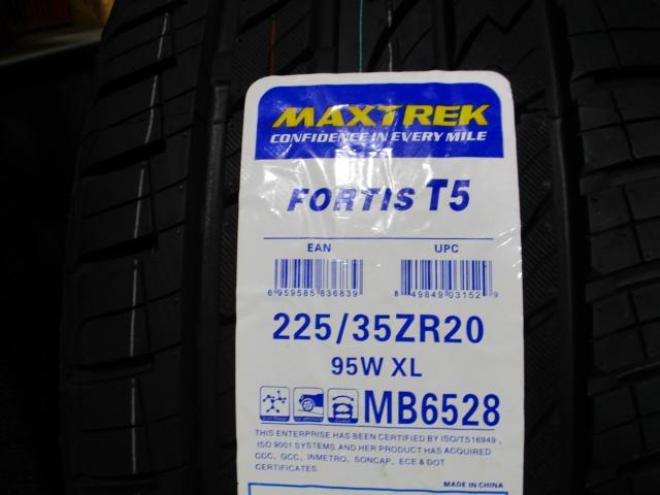 MAXTREK
CONFIDENCE IN EVERY MILE
FORTIS T5
EAN UPC
6 959585 836839 8 49849 03152 9
225/35ZR20
95W XL
MB6528
THIS ENTERPRISE HAS BEEN CERTIFIED BY ISO/TS16949,
ISO 9001 SYSTEMS AND HER PRODUCT HAS ACQUIRED
CCC, GCC, INMETRO, SONCAP, ECE & DOT
CERTIFICATES.
MADE IN CHINA